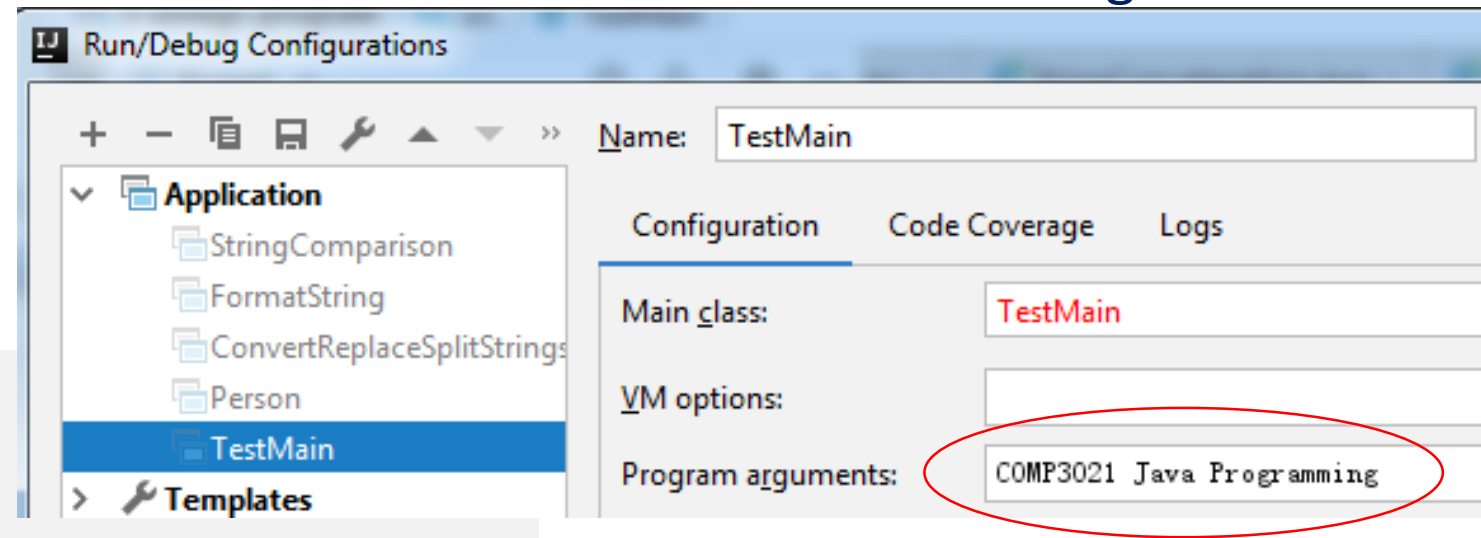 IJ Run/Debug Configurations
Name: TestMain
Application
StringComparison
FormatString
ConvertReplaceSplitStrings
Person
TestMain
Templates
Configuration Code Coverage Logs
Main class: TestMain
VM options:
Program arguments: COMP3021 Java Programming